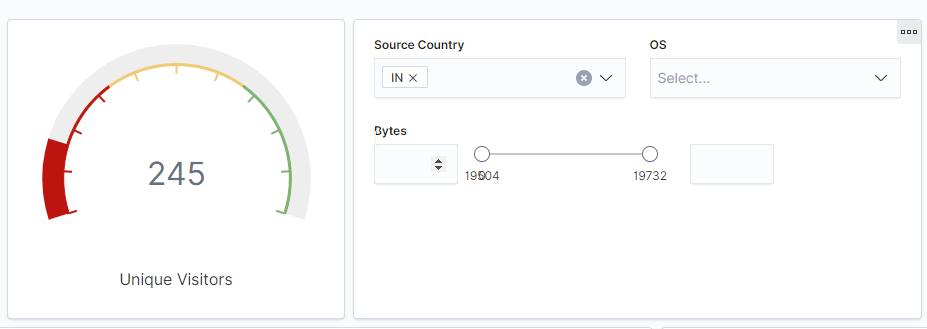 245
Unique Visitors
Source Country
IN
OS
Select...
Bytes
19732